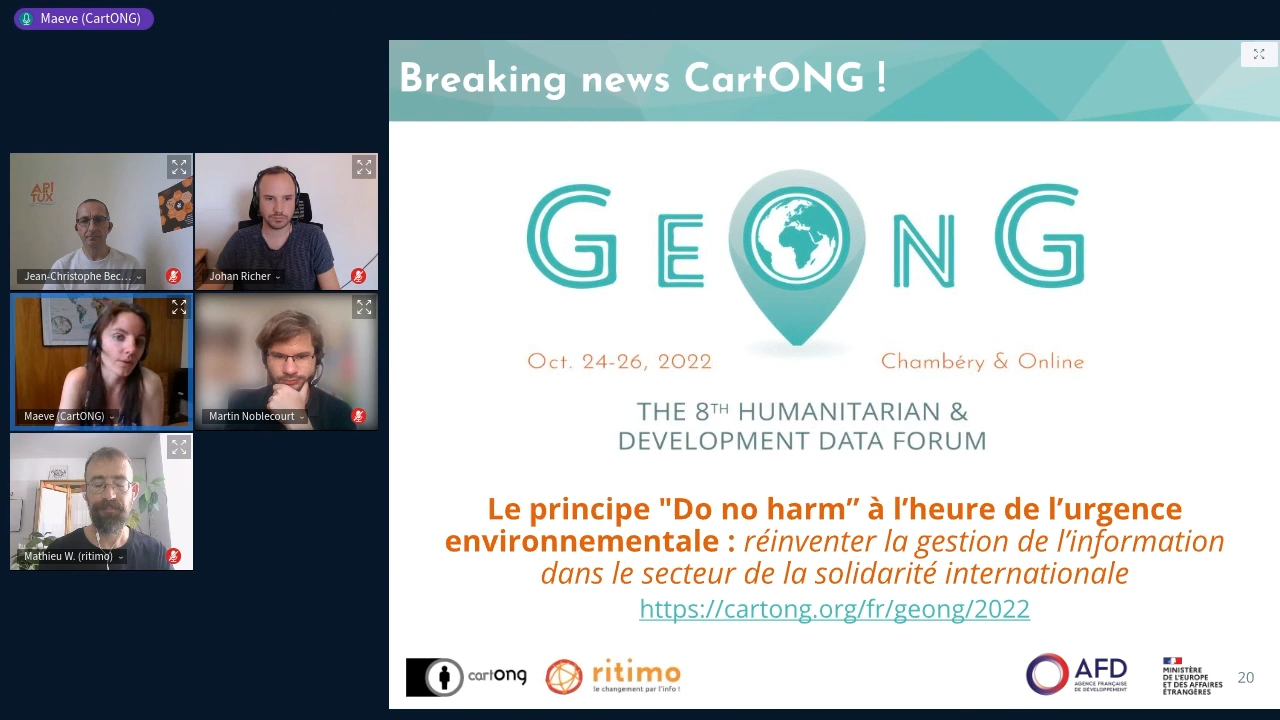 Maeve (CartONG)
Breaking news CartONG !
API
TUX
Jean-Christophe Bec...
Johan Richer
Maeve (CartONG)
Martin Noblecourt
Mathieu W. (ritimo)
GEONG
Oct. 24-26, 2022
Chambéry & Online
THE 8TH HUMANITARIAN &
DEVELOPMENT DATA FORUM
Le principe "Do no harm” à l’heure de l’urgence
environnementale : réinventer la gestion de l’information
dans le secteur de la solidarité internationale
https://cartong.org/fr/geong/2022
cartong
ritimo
le changement par l'info !
AFD
AGENCE FRANÇAISE
DE DÉVELOPPEMENT
MINISTÈRE
DE L'EUROPE
ET DES AFFAIRES
ÉTRANGÈRES
20